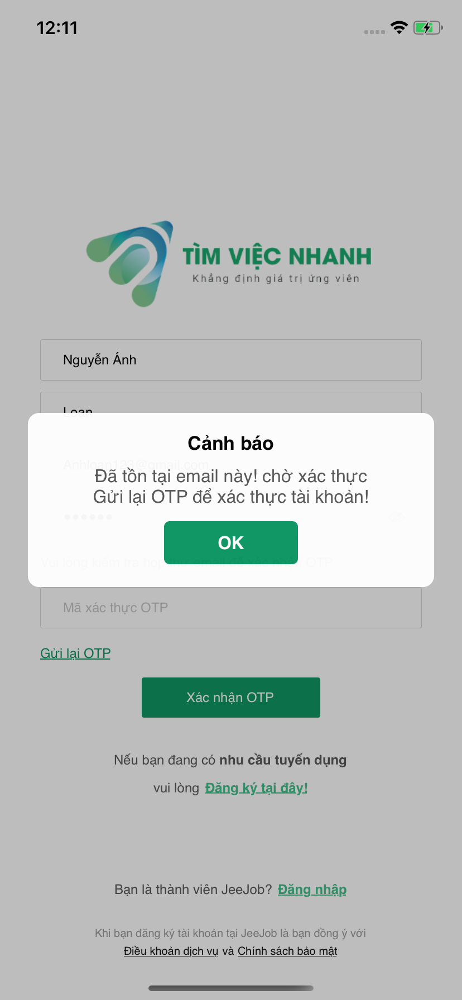 12:11
TÌM VIỆC NHANH
Khẳng định giá trị ứng viên
Nguyễn Ánh
Loan
Cảnh báo
Anhloan123@gmail.com
Đã tồn tại email này! chờ xác thực
Gửi lại OTP để xác thực tài khoản!
OK
Vui lòng kiểm tra hộp thư email để xác nhận OTP
Mã xác thực OTP
Gửi lại OTP
Xác nhận OTP
Nếu bạn đang có nhu cầu tuyển dụng
vui lòng Đăng ký tại đây!
Bạn là thành viên JeeJob? Đăng nhập
Khi bạn đăng ký tài khoản tại JeeJob là bạn đồng ý với
Điều khoản dịch vụ và Chính sách bảo mật